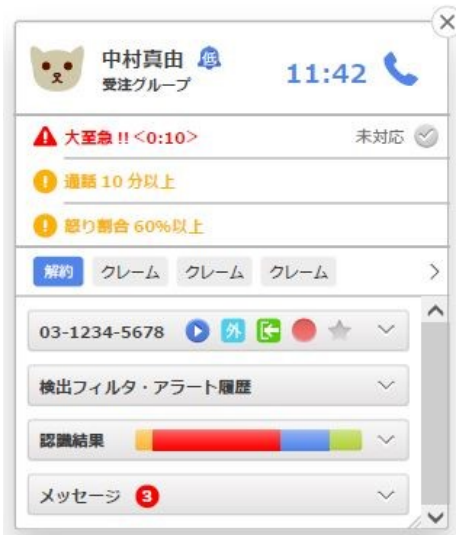 中村真由 低
受注グループ
11:42
大至急 !! <0:10>
未対応
通話 10 分以上
怒り割合 60%以上
解約 クレーム クレーム クレーム
03-1234-5678 外
検出フィルタ・アラート履歴
認識結果
メッセージ 3